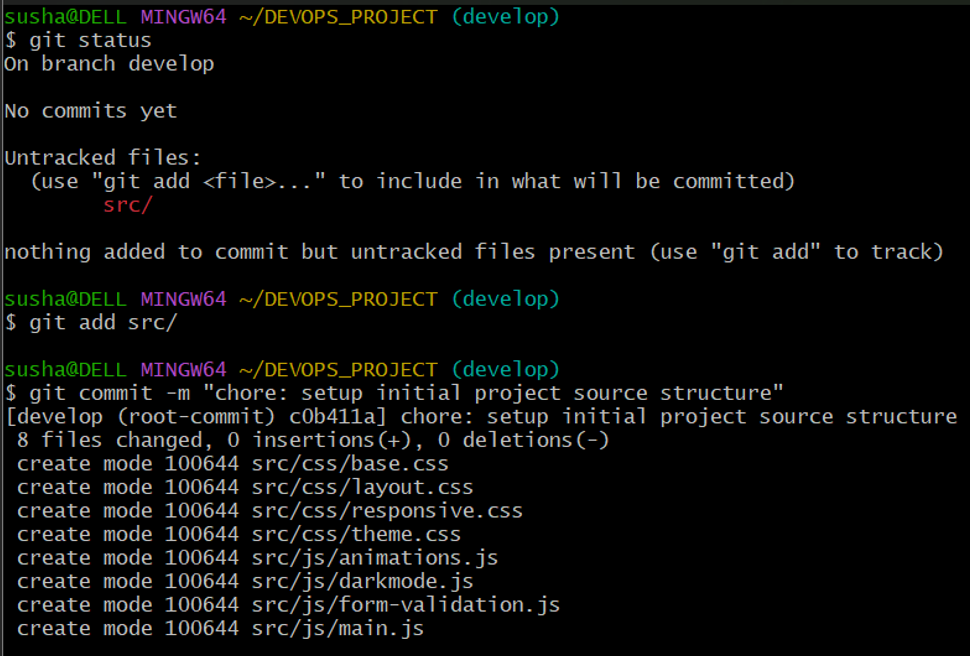 susha@DELL MINGW64 ~/DEVOPS_PROJECT (develop)
$ git status
On branch develop
No commits yet
Untracked files:
(use "git add <file>..." to include in what will be committed)
src/
nothing added to commit but untracked files present (use "git add" to track)
susha@DELL MINGW64 ~/DEVOPS_PROJECT (develop)
$ git add src/
susha@DELL MINGW64 ~/DEVOPS_PROJECT (develop)
$ git commit -m "chore: setup initial project source structure"
[develop (root-commit) c0b411a] chore: setup initial project source structure
8 files changed, 0 insertions(+), 0 deletions(-)
create mode 100644 src/css/base.css
create mode 100644 src/css/layout.css
create mode 100644 src/css/responsive.css
create mode 100644 src/css/theme.css
create mode 100644 src/js/animations.js
create mode 100644 src/js/darkmode.js
create mode 100644 src/js/form-validation.js
create mode 100644 src/js/main.js